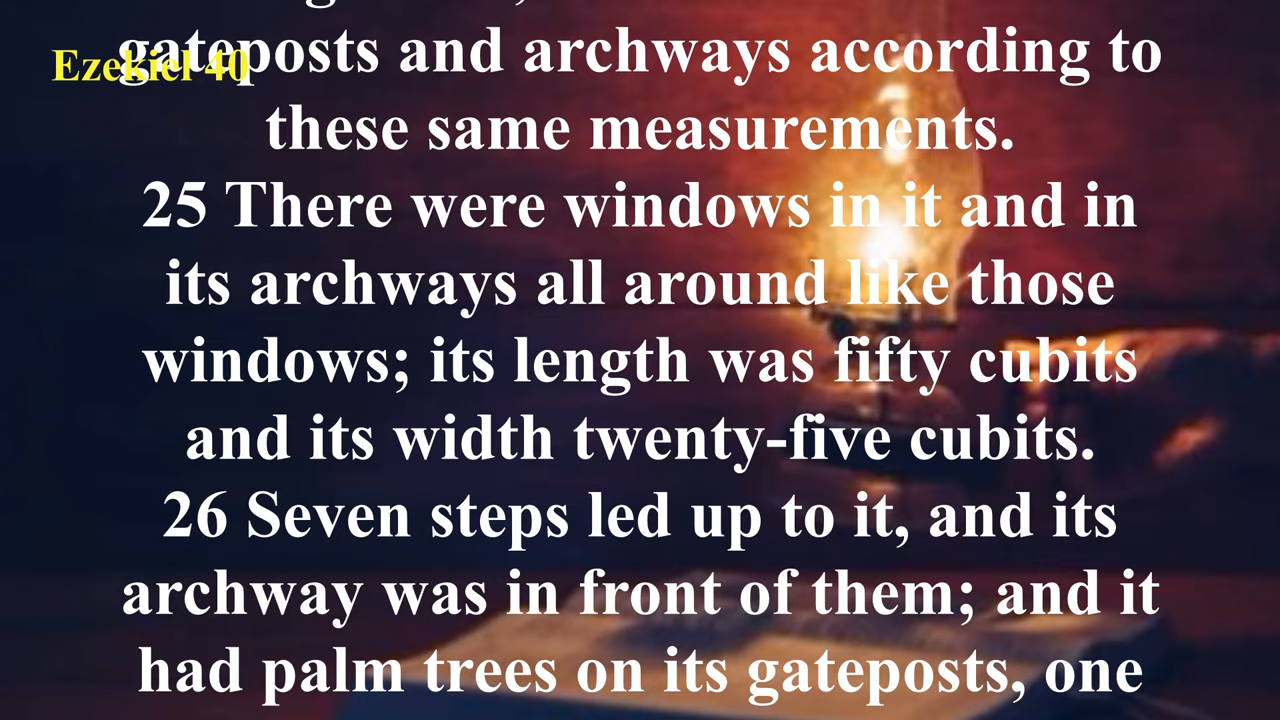 Ezekiel 40
gateposts and archways according to
these same measurements.
25 There were windows in it and in
its archways all around like those
windows; its length was fifty cubits
and its width twenty-five cubits.
26 Seven steps led up to it, and its
archway was in front of them; and it
had palm trees on its gateposts, one